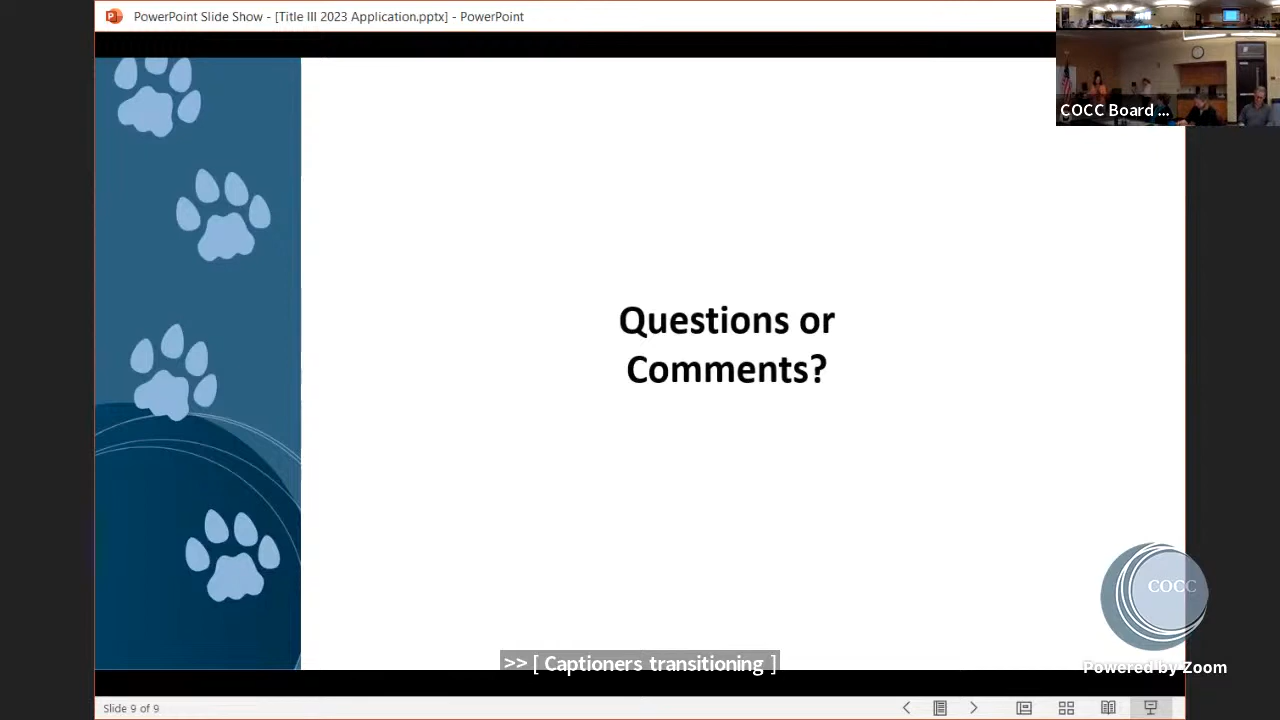 PowerPoint Slide Show - [Title III 2023 Application.pptx] - PowerPoint
COCC Board ...
Questions or
Comments?
COCC
>> [ Captioners transitioning ]
Powered by Zoom
Slide 9 of 9